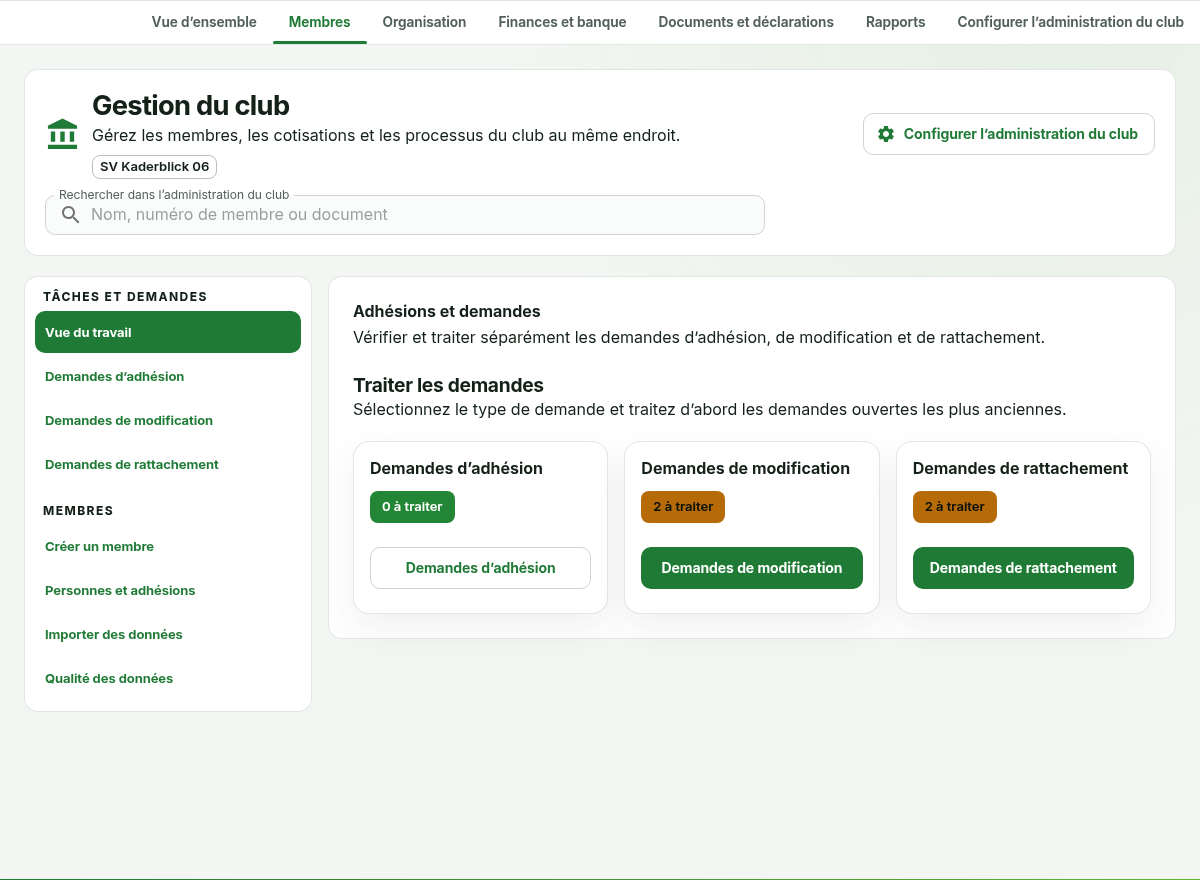 Vue d’ensemble
Membres
Organisation
Finances et banque
Documents et déclarations
Rapports
Configurer l’administration du club
Gestion du club
Gérez les membres, les cotisations et les processus du club au même endroit.
SV Kaderblick 06
Configurer l’administration du club
Rechercher dans l’administration du club
Nom, numéro de membre ou document
TÂCHES ET DEMANDES
Vue du travail
Demandes d’adhésion
Demandes de modification
Demandes de rattachement
MEMBRES
Créer un membre
Personnes et adhésions
Importer des données
Qualité des données
Adhésions et demandes
Vérifier et traiter séparément les demandes d’adhésion, de modification et de rattachement.
Traiter les demandes
Sélectionnez le type de demande et traitez d’abord les demandes ouvertes les plus anciennes.
Demandes d’adhésion
0 à traiter
Demandes d’adhésion
Demandes de modification
2 à traiter
Demandes de modification
Demandes de rattachement
2 à traiter
Demandes de rattachement